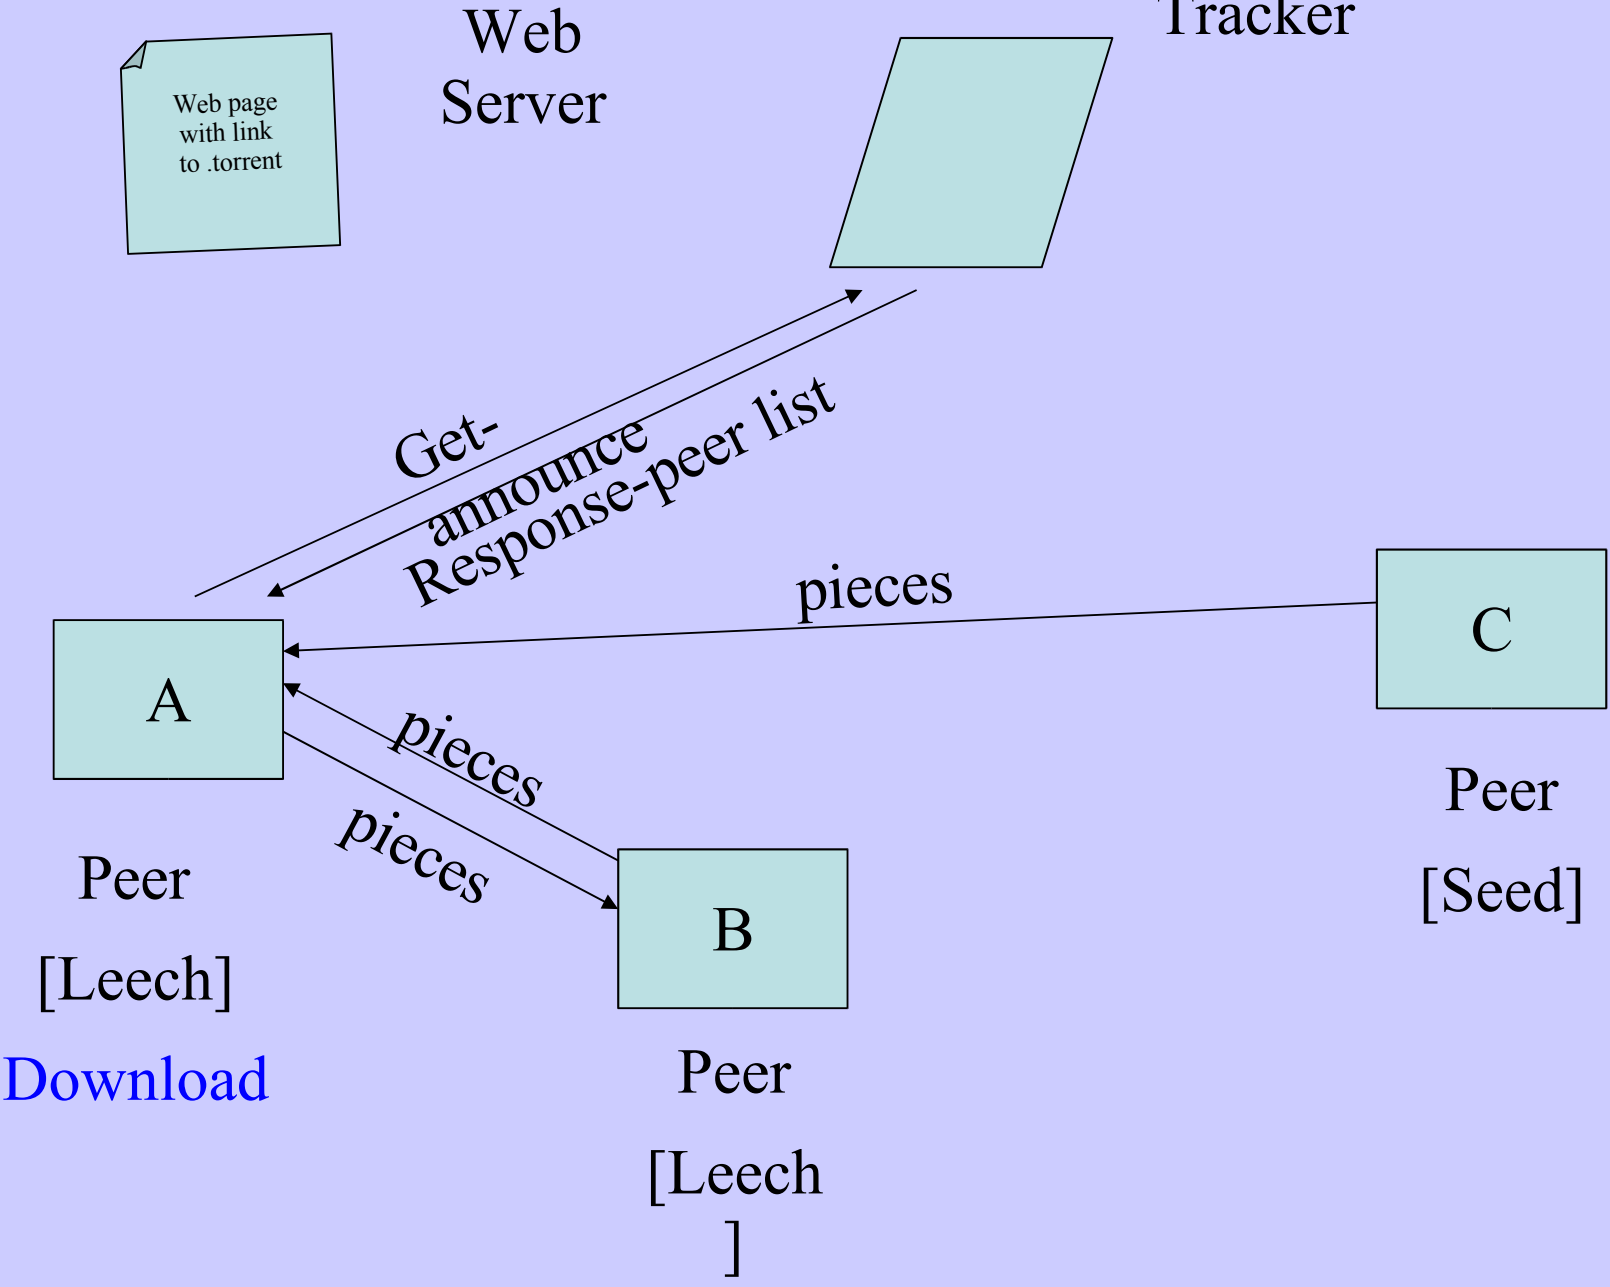 Web
Server
Tracker
Web page
with link
to .torrent
Get-
announce
Response-peer list
pieces
C
A
pieces
pieces
Peer
[Seed]
Peer
[Leech]
Download
B
Peer
[Leech
]